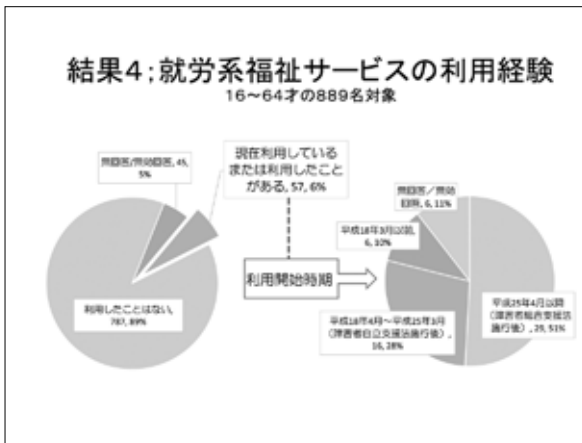 結果4；就労系福祉サービスの利用経験
16～64才の889名対象
無回答/無効回答, 45,
5%
現在利用している
または利用したこと
がある, 57, 6%
利用したことはない,
787, 89%
利用開始時期
無回答／無効
回答, 6, 11%
平成18年3月以前,
6, 10%
平成18年4月～平成25年3月
（障害者自立支援法施行後）,
16, 28%
平成25年4月以降
（障害者総合支援法
施行後）, 29, 51%